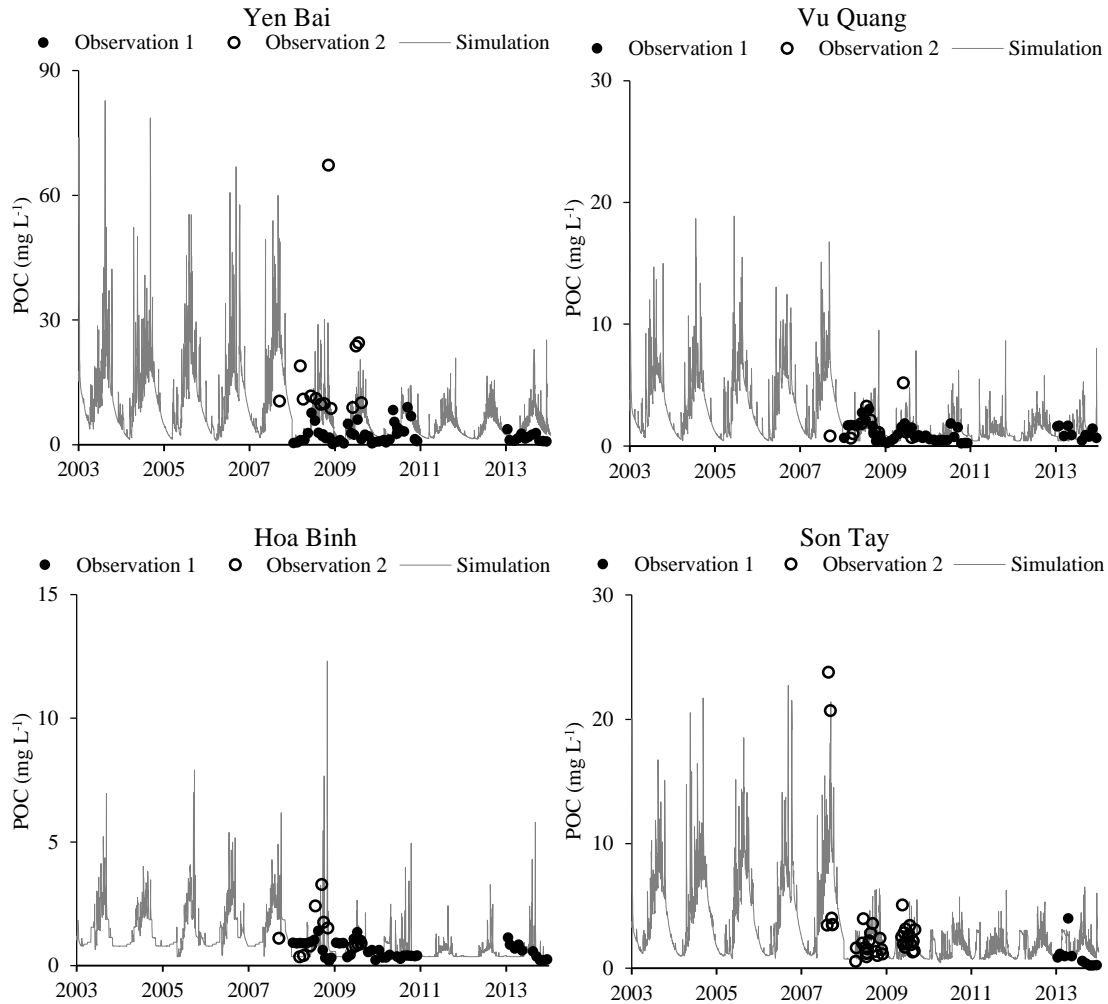 Yen Bai
Observation 1 Observation 2 Simulation
90
60
30
0
POC (mg L-1)
2003 2005 2007 2009 2011 2013
Vu Quang
Observation 1 Observation 2 Simulation
30
20
10
0
POC (mg L-1)
2003 2005 2007 2009 2011 2013
Hoa Binh
Observation 1 Observation 2 Simulation
15
10
5
0
POC (mg L-1)
2003 2005 2007 2009 2011 2013
Son Tay
Observation 1 Observation 2 Simulation
30
20
10
0
POC (mg L-1)
2003 2005 2007 2009 2011 2013